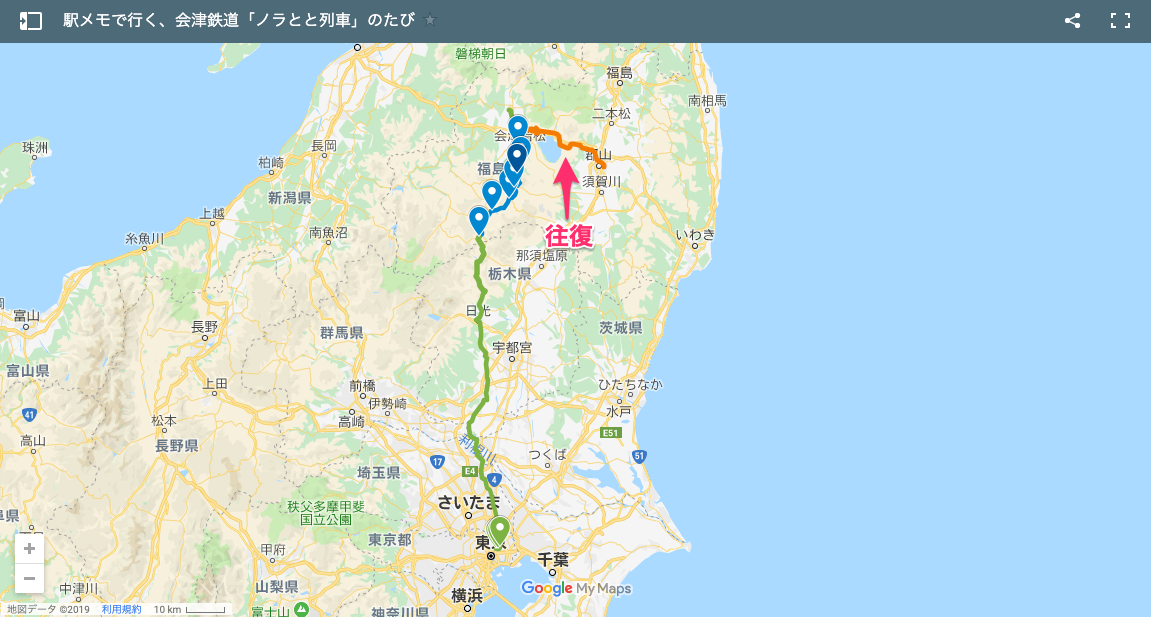 駅メモで行く、会津鉄道「ノラとと列車」のたび
磐梯朝日
福島
南相馬
二本松
珠洲
長岡
柏崎
福島
須賀川
新潟県
上越
南魚沼
糸魚川
往復
いわき
那須塩原
栃木県
富山
日光
長野
群馬県
茨城県
宇都宮
富山県
上田
前橋
ひたちなか
伊勢崎
水戸
41
松本
高崎
高山
長野県
E51
利根川
つくば
51
17
埼玉県
E4
4
さいたま
秩父多摩甲斐
国立公園
阜県
東京都
甲府
千葉
中津川
山梨県
Google My Maps
横浜
地図データ ©2019 利用規約 10 km
富士山
神奈川県